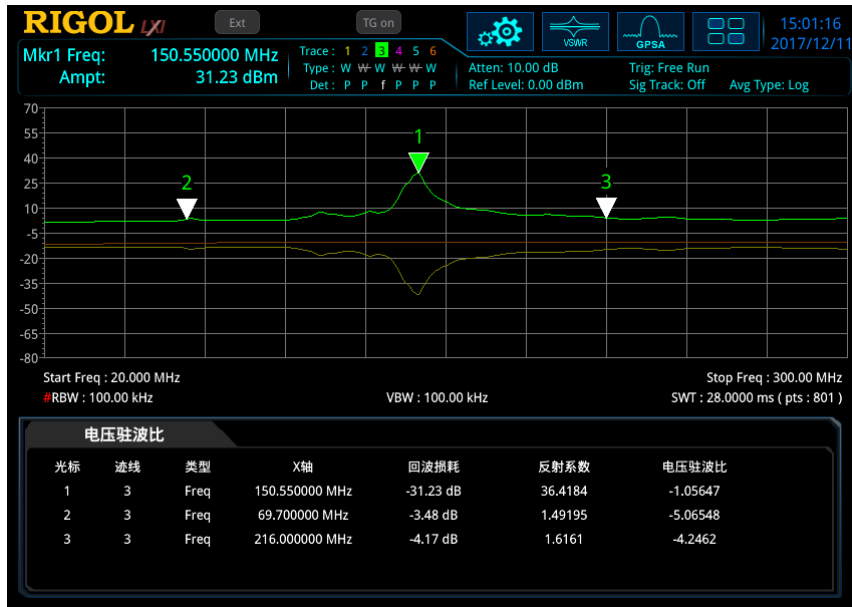 RIGOL LXI Ext TG on VSWR GPSA 15:01:16
2017/12/11
Mkr1 Freq: 150.550000 MHz
Ampt: 31.23 dBm
Trace: 1 2 3 4 5 6
Type: W W W W W W
Det: P P f P P P
Atten: 10.00 dB
Ref Level: 0.00 dBm
Trig: Free Run
Sig Track: Off Avg Type: Log
70
55
40
25
10
-5
-20
-35
-50
-65
-80
1
2
3
Start Freq : 20.000 MHz Stop Freq : 300.00 MHz
#RBW : 100.00 kHz VBW : 100.00 kHz SWT : 28.0000 ms ( pts : 801 )
电压驻波比
光标 迹线 类型 X轴 回波损耗 反射系数 电压驻波比
1 3 Freq 150.550000 MHz -31.23 dB 36.4184 -1.05647
2 3 Freq 69.700000 MHz -3.48 dB 1.49195 -5.06548
3 3 Freq 216.000000 MHz -4.17 dB 1.6161 -4.2462